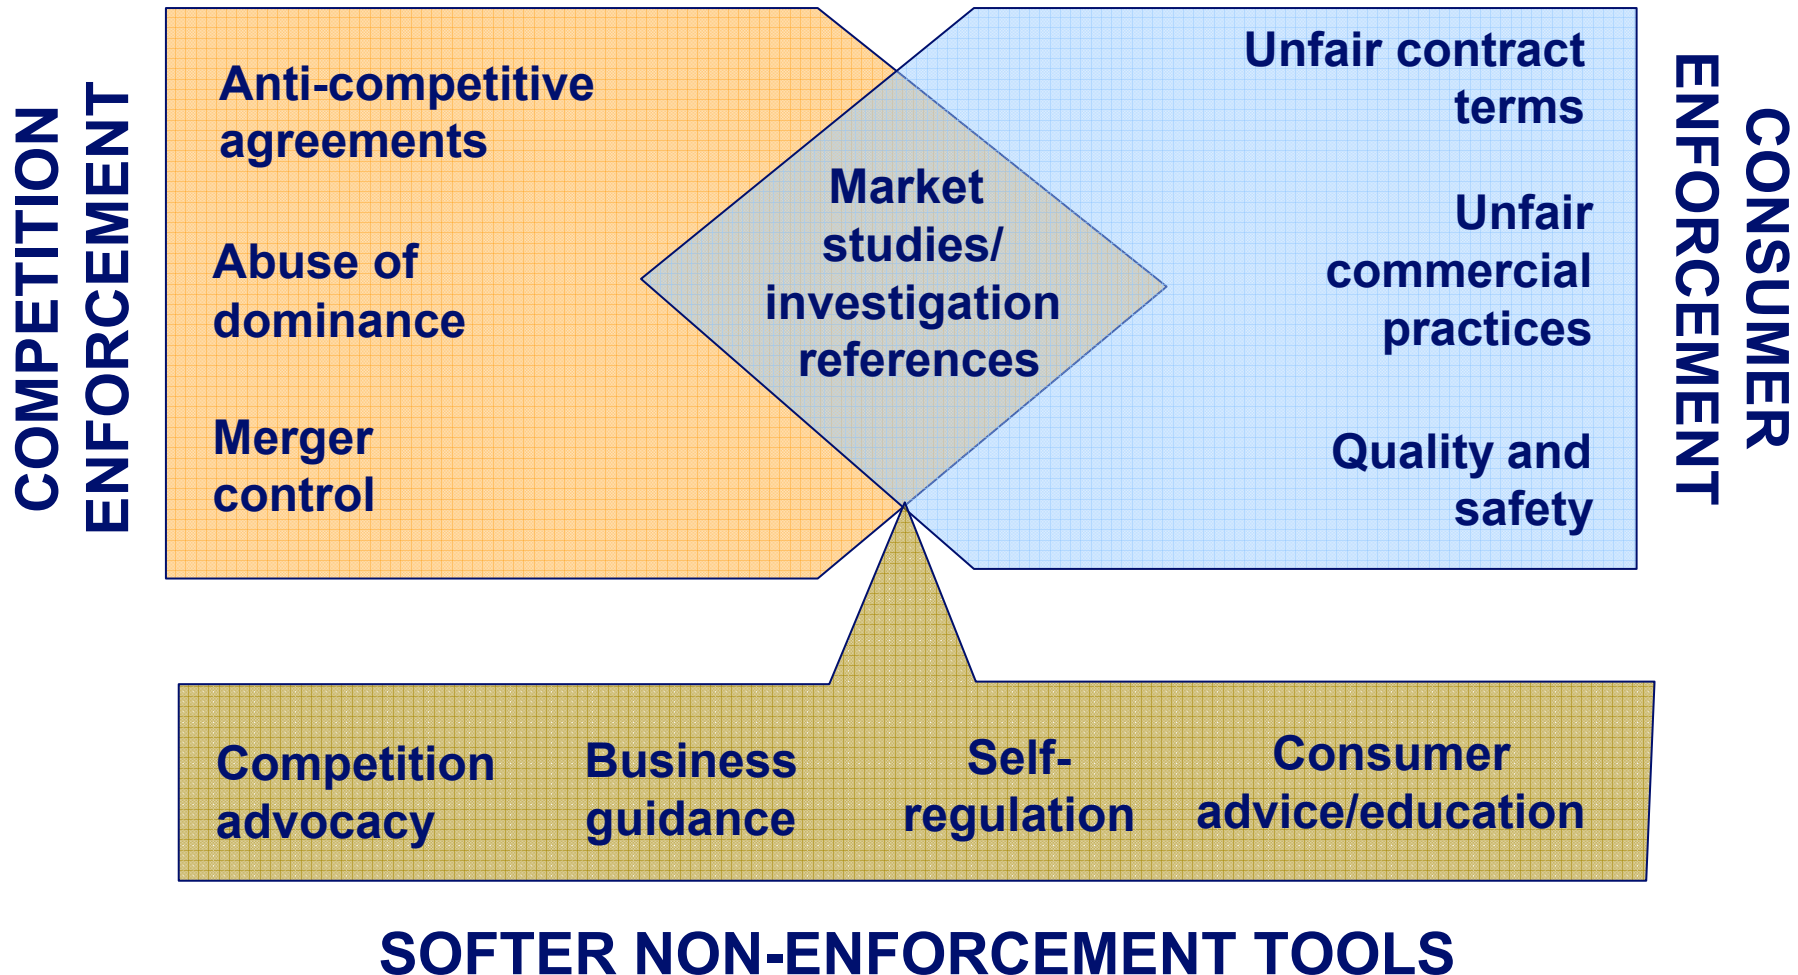 COMPETITION
ENFORCEMENT
Anti-competitive
agreements
Abuse of
dominance
Merger
control
Market
studies/
investigation
references
Unfair contract
terms
Unfair
commercial
practices
Quality and
safety
CONSUMER
ENFORCEMENT
Competition
advocacy
Business
guidance
Self-
regulation
Consumer
advice/education
SOFTER NON-ENFORCEMENT TOOLS